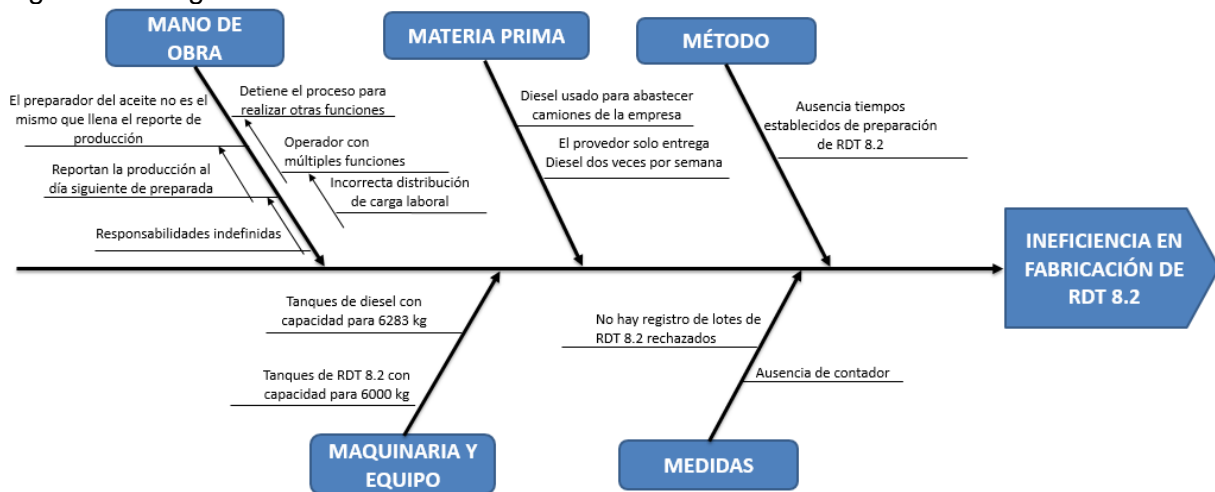 MANO DE
OBRA
MATERIA PRIMA
MÉTODO
El preparador del aceite no es el
mismo que llena el reporte de
producción
Detiene el proceso para
realizar otras funciones
Operador con
múltiples funciones
Reportan la producción al
día siguiente de preparada
Incorrecta distribución
de carga laboral
Responsabilidades indefinidas
Diesel usado para abastecer
camiones de la empresa
El provedor solo entrega
Diesel dos veces por semana
Ausencia tiempos
establecidos de preparación
de RDT 8.2
INEFICIENCIA EN
FABRICACIÓN DE
RDT 8.2
Tanques de diesel con
capacidad para 6283 kg
Tanques de RDT 8.2 con
capacidad para 6000 kg
No hay registro de lotes de
RDT 8.2 rechazados
Ausencia de contador
MAQUINARIA Y
EQUIPO
MEDIDAS